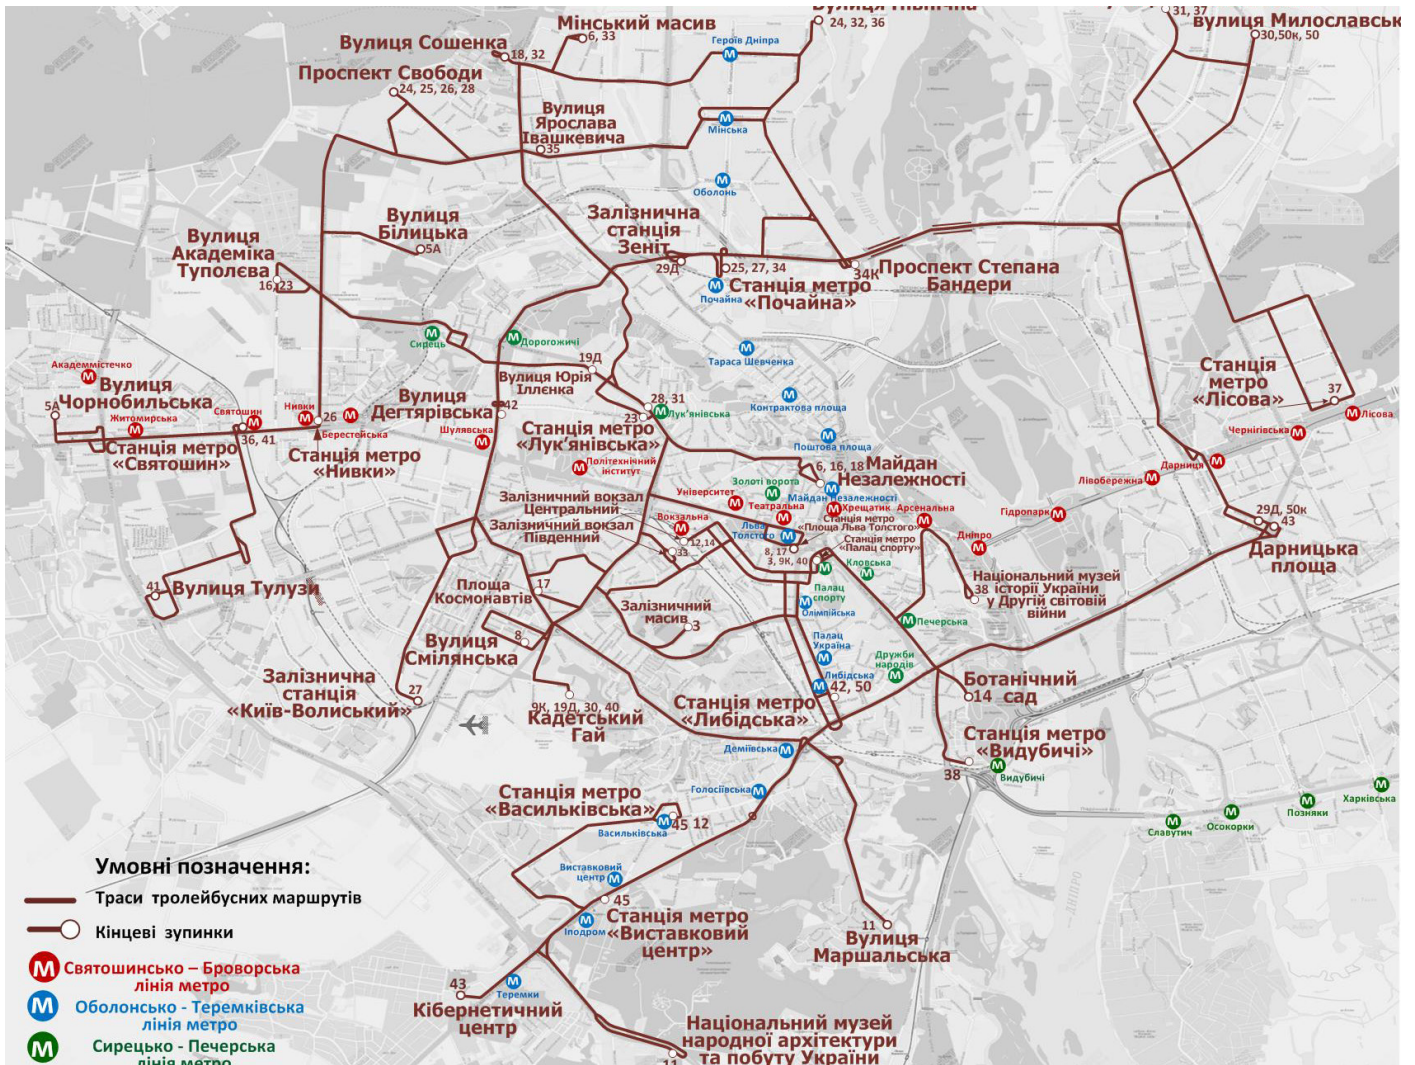 31, 37
вулиця Милославськ
30,50к, 50
24, 32, 36
Мінський масив
6, 33
Вулиця Сошенка
18, 32
Героїв Дніпра
Проспект Свободи
24, 25, 26, 28
Вулиця
Ярослава
Івашкевича
35
Мінська
Оболонь
Вулиця
Білицька
5А
Залізнична
станція
Зеніт
29Д
Вулиця
Академіка
Туполєва
16, 23
25, 27, 34
Станція метро
«Почайна»
Почайна
34К
Проспект Степана
Бандери
Сирець
Дорогожичі
Тараса Шевченка
19Д
Вулиця Юрія
Іллєнка
Академмістечко
Вулиця
Чорнобильська
5А
Житомирська
Святошин
36, 41
Станція метро
«Святошин»
Нивки
26
Берестейська
Станція метро
«Нивки»
Вулиця
Дегтярівська
42
Шулявська
28, 31
23
Лук'янівська
Станція метро
«Лук'янівська»
Контрактова площа
Поштова площа
Станція
метро
«Лісова»
37
Лісова
Чернігівська
Дарниця
Лівобережна
Гідропарк
Дніпро
Політехнічний
інститут
6, 16, 18
Майдан
Незалежності
Майдан Незалежності
Золоті ворота
Університет
Театральна
Хрещатик
Арсенальна
Залізничний вокзал
Центральний
Залізничний вокзал
Південний
Вокзальна
12,14
33
Льва
Толстого
Станція метро
«Площа Льва Толстого»
8, 17
3, 9К, 40
Станція метро
«Палац спорту»
Палац
спорту
Кловська
29Д, 50к
43
Дарницька
площа
Національний музей
історії України
у Другій світовій
війни
38
41
Вулиця Тулузи
Площа
Космонавтів
17
Залізничний
масив
3
Олімпійська
Печерська
Вулиця
Смілянська
8
Палац
Україна
Дружби
народів
Либідська
42, 50
Станція метро
«Либідська»
Ботанічний
сад
14
Залізнична
станція
«Київ-Волиський»
27
9К, 19Д, 30, 40
Кадетський
Гай
Деміївська
Станція метро
«Видубичі»
38
Видубичі
Голосіївська
Станція метро
«Васильківська»
Васильківська
45 12
Харківська
Позняки
Осокорки
Славутич
ДНІПРО
Виставковий
центр
45
Станція метро
«Виставковий
центр»
Іподром
11
Вулиця
Маршальська
Теремки
43
Кібернетичний
центр
Національний музей
народної архітектури
та побуту України
11
Умовні позначення:
Траси тролейбусних маршрутів
Кінцеві зупинки
М Святошинсько – Броворська
лінія метро
М Оболонсько - Теремківська
лінія метро
М Сирецько - Печерська
лінія метро